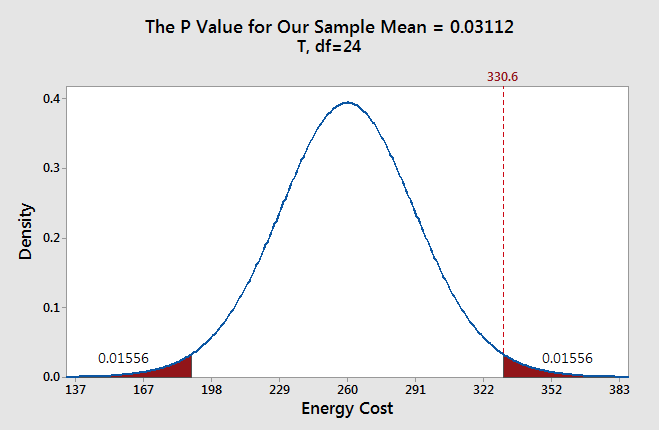 The P Value for Our Sample Mean = 0.03112
T, df=24
330.6
0.4
0.3
0.2
0.1
0.0
Density
0.01556
0.01556
137 167 198 229 260 291 322 352 383
Energy Cost